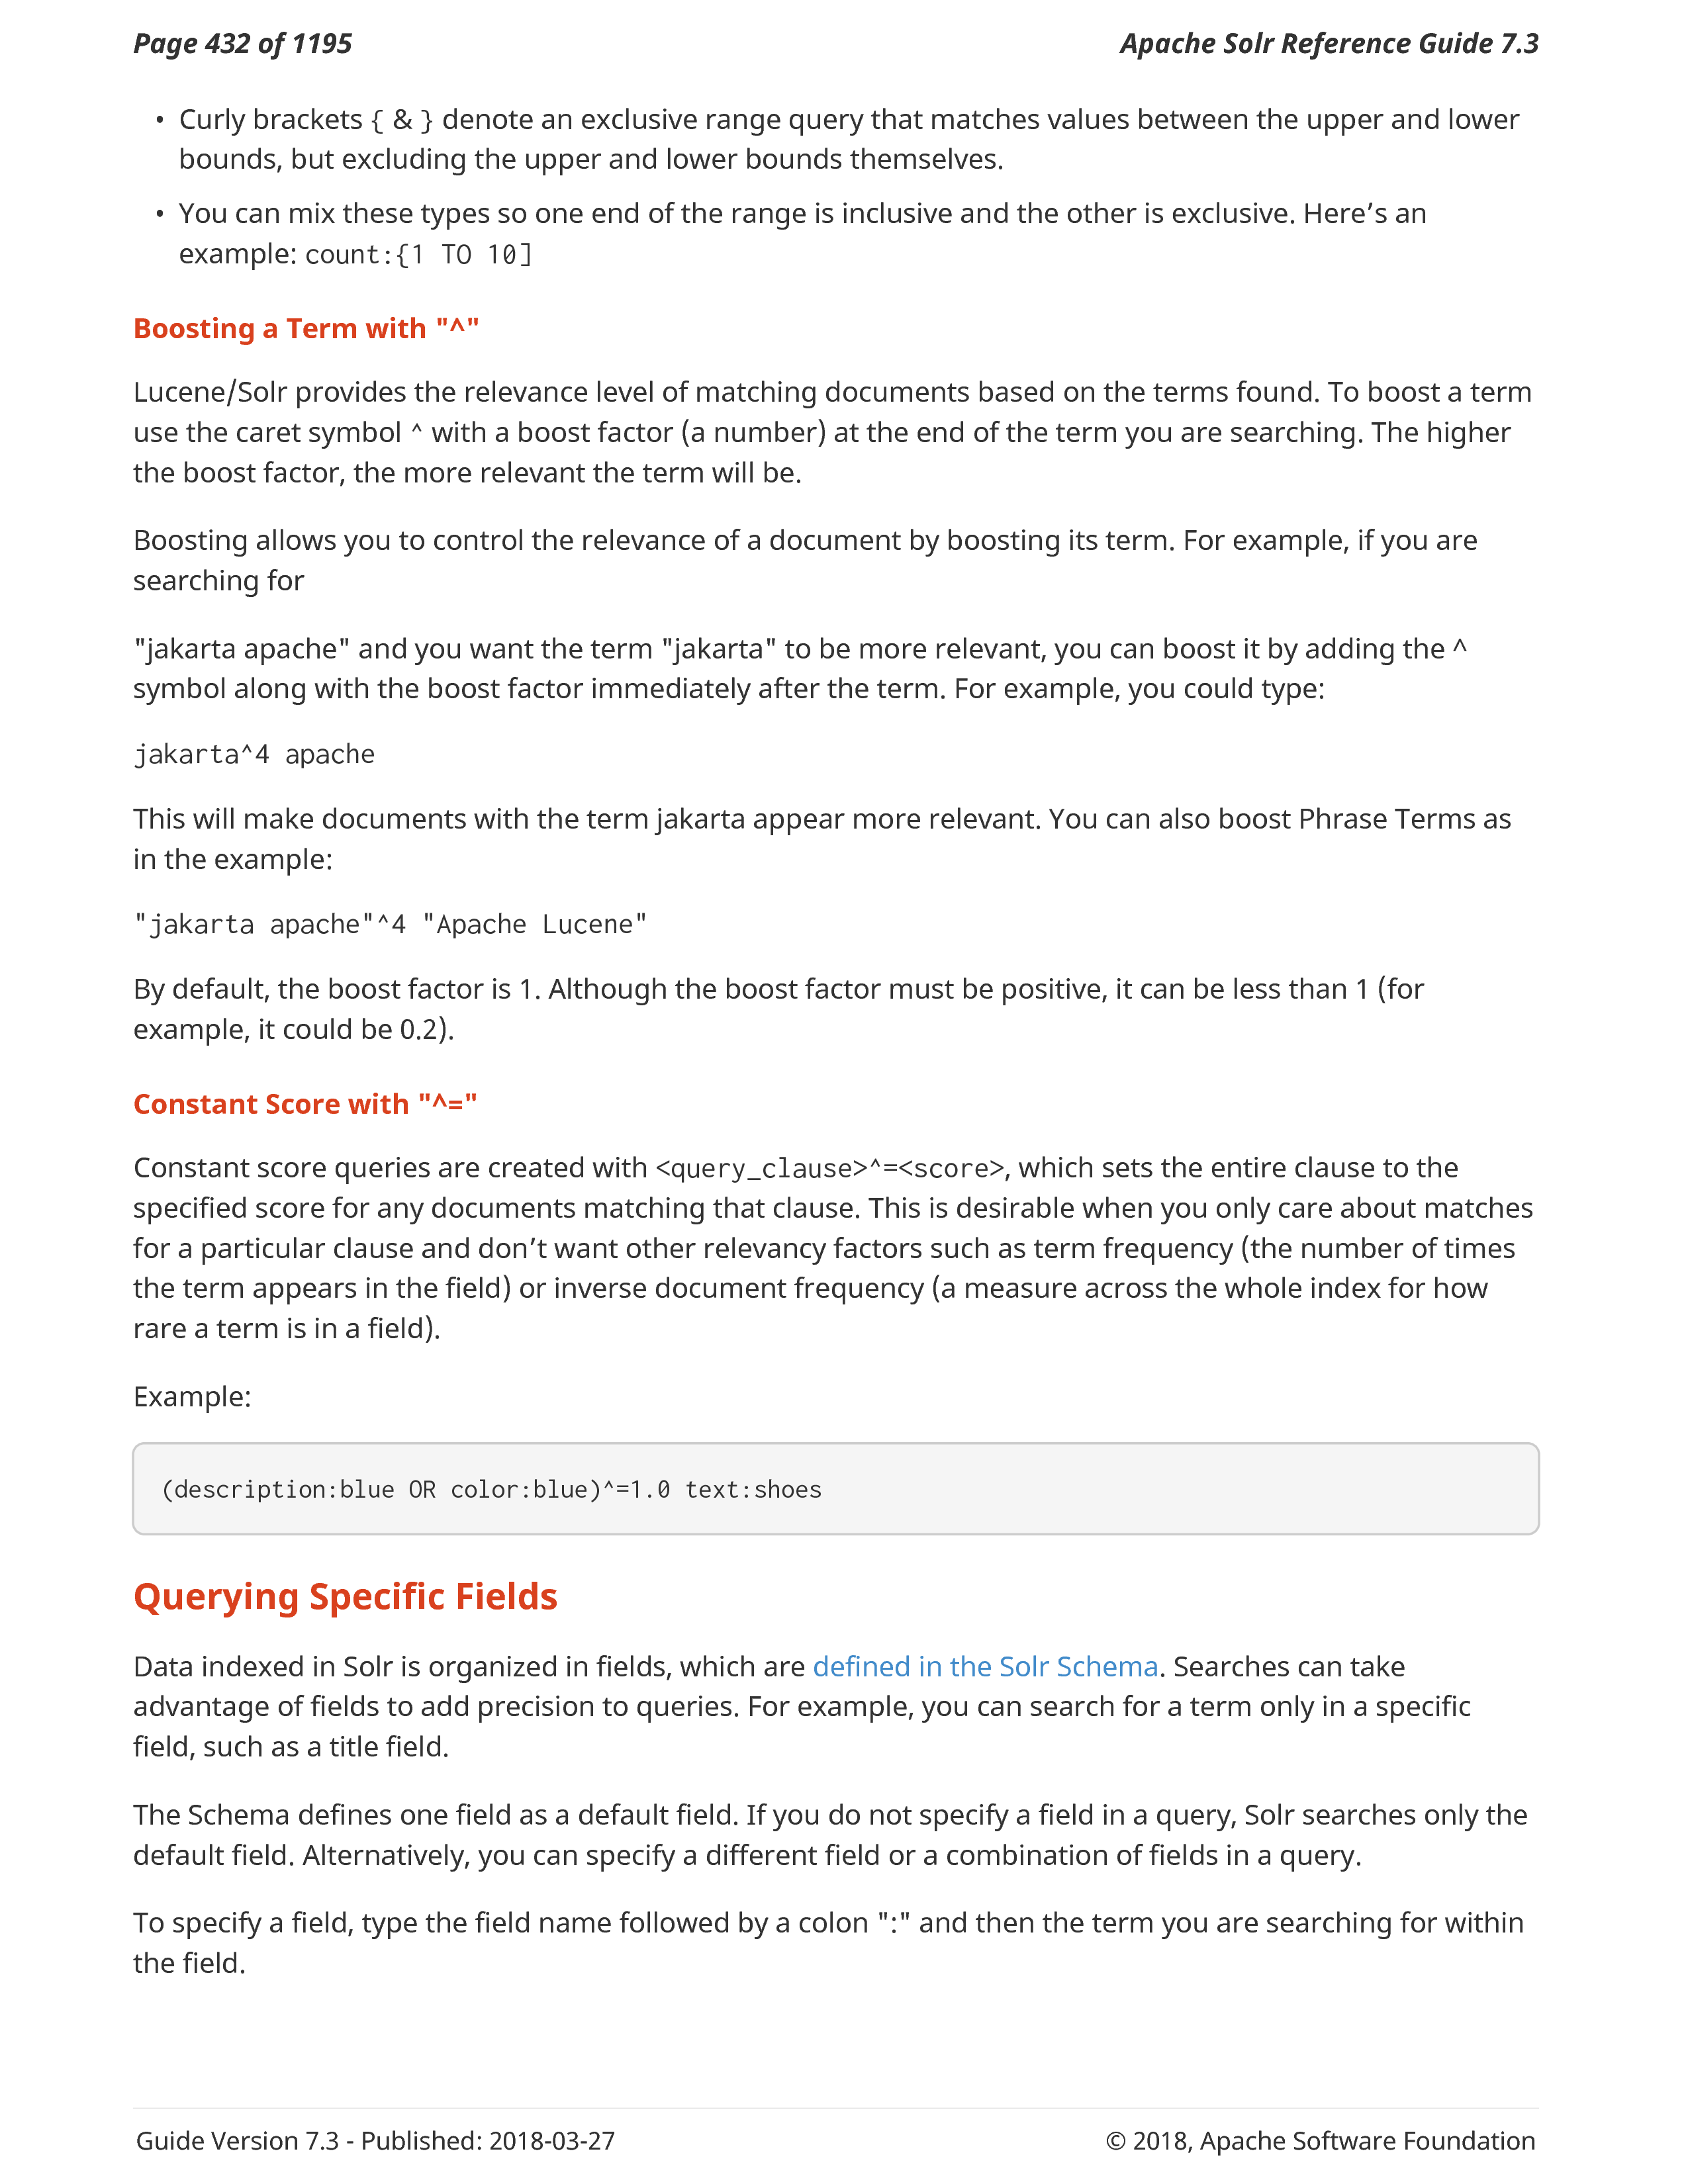 Page 432 of 1195
Apache Solr Reference Guide 7.3
• Curly brackets { & } denote an exclusive range query that matches values between the upper and lower
bounds, but excluding the upper and lower bounds themselves.
• You can mix these types so one end of the range is inclusive and the other is exclusive. Here’s an
example: count:{1 TO 10]
Boosting a Term with "^"
Lucene/Solr provides the relevance level of matching documents based on the terms found. To boost a term
use the caret symbol ^ with a boost factor (a number) at the end of the term you are searching. The higher
the boost factor, the more relevant the term will be.
Boosting allows you to control the relevance of a document by boosting its term. For example, if you are
searching for
"jakarta apache" and you want the term "jakarta" to be more relevant, you can boost it by adding the ^
symbol along with the boost factor immediately after the term. For example, you could type:
jakarta^4 apache
This will make documents with the term jakarta appear more relevant. You can also boost Phrase Terms as
in the example:
"jakarta apache"^4 "Apache Lucene"
By default, the boost factor is 1. Although the boost factor must be positive, it can be less than 1 (for
example, it could be 0.2).
Constant Score with "^="
Constant score queries are created with <query_clause>^=<score>, which sets the entire clause to the
specified score for any documents matching that clause. This is desirable when you only care about matches
for a particular clause and don’t want other relevancy factors such as term frequency (the number of times
the term appears in the field) or inverse document frequency (a measure across the whole index for how
rare a term is in a field).
Example:
(description:blue OR color:blue)^=1.0 text:shoes
Querying Specific Fields
Data indexed in Solr is organized in fields, which are defined in the Solr Schema. Searches can take
advantage of fields to add precision to queries. For example, you can search for a term only in a specific
field, such as a title field.
The Schema defines one field as a default field. If you do not specify a field in a query, Solr searches only the
default field. Alternatively, you can specify a different field or a combination of fields in a query.
To specify a field, type the field name followed by a colon ":" and then the term you are searching for within
the field.
Guide Version 7.3 - Published: 2018-03-27
© 2018, Apache Software Foundation